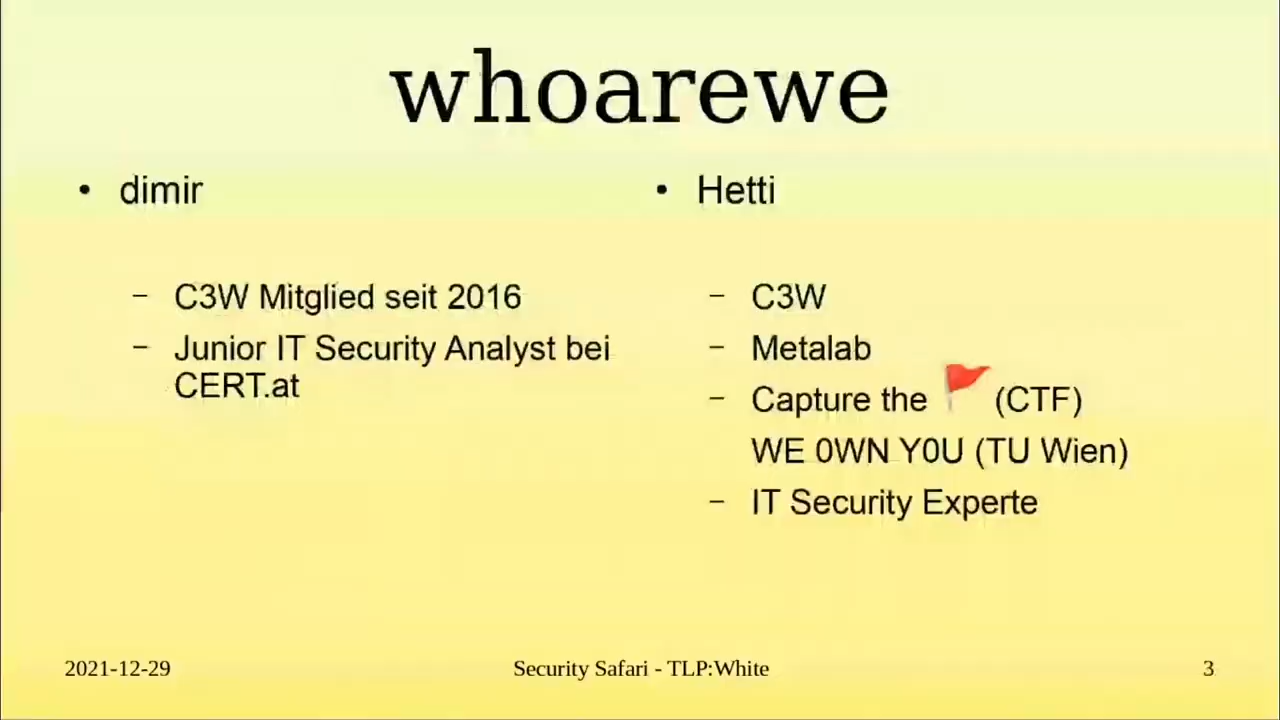 whoarewe
• dimir
– C3W Mitglied seit 2016
– Junior IT Security Analyst bei
CERT.at
• Hetti
– C3W
– Metalab
– Capture the 🚩 (CTF)
WE 0WN Y0U (TU Wien)
– IT Security Experte
2021-12-29
Security Safari - TLP:White
3